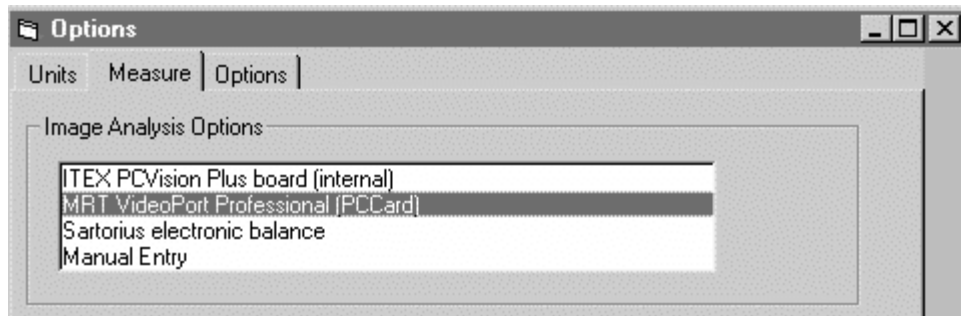 Options
Units Measure Options
Image Analysis Options
ITEX PCVision Plus board (internal)
MRT VideoPort Professional (PCCard)
Sartorius electronic balance
Manual Entry